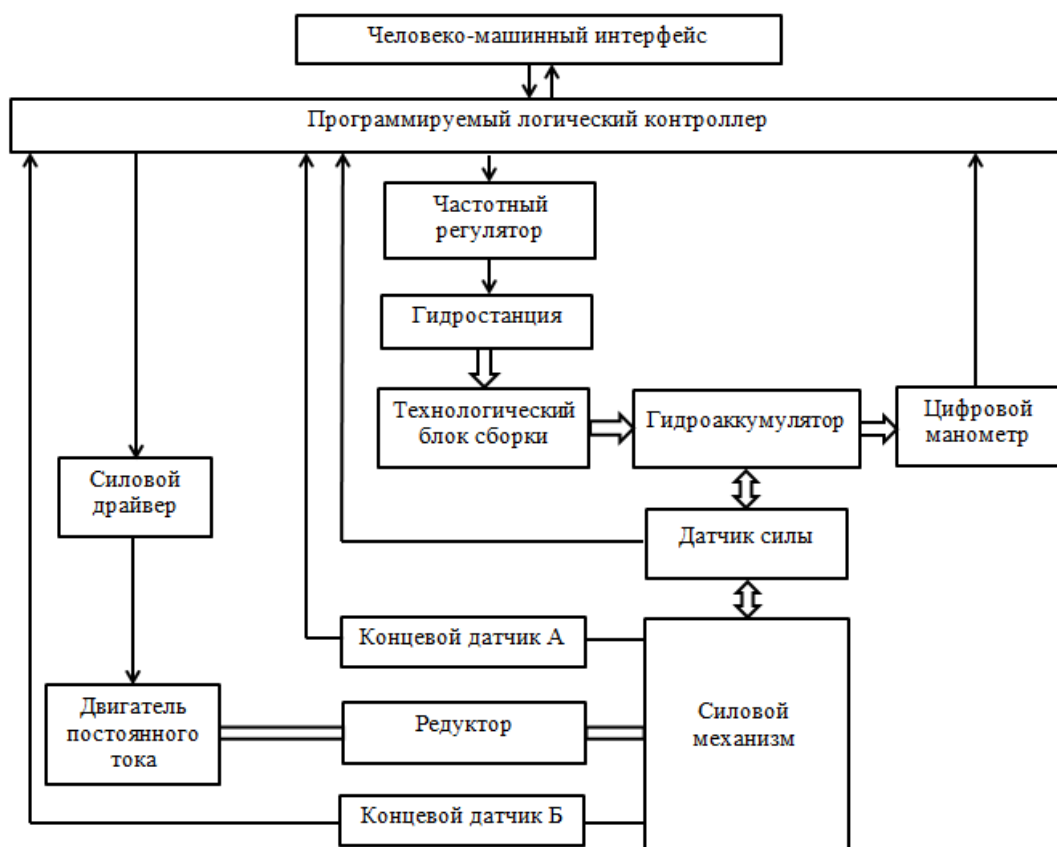 Человеко-машинный интерфейс
Программируемый логический контроллер
Частотный
регулятор
Гидростанция
Технологический
блок сборки
Гидроаккумулятор
Цифровой
манометр
Силовой
драйвер
Датчик силы
Концевой датчик А
Двигатель
постоянного
тока
Редуктор
Силовой
механизм
Концевой датчик Б